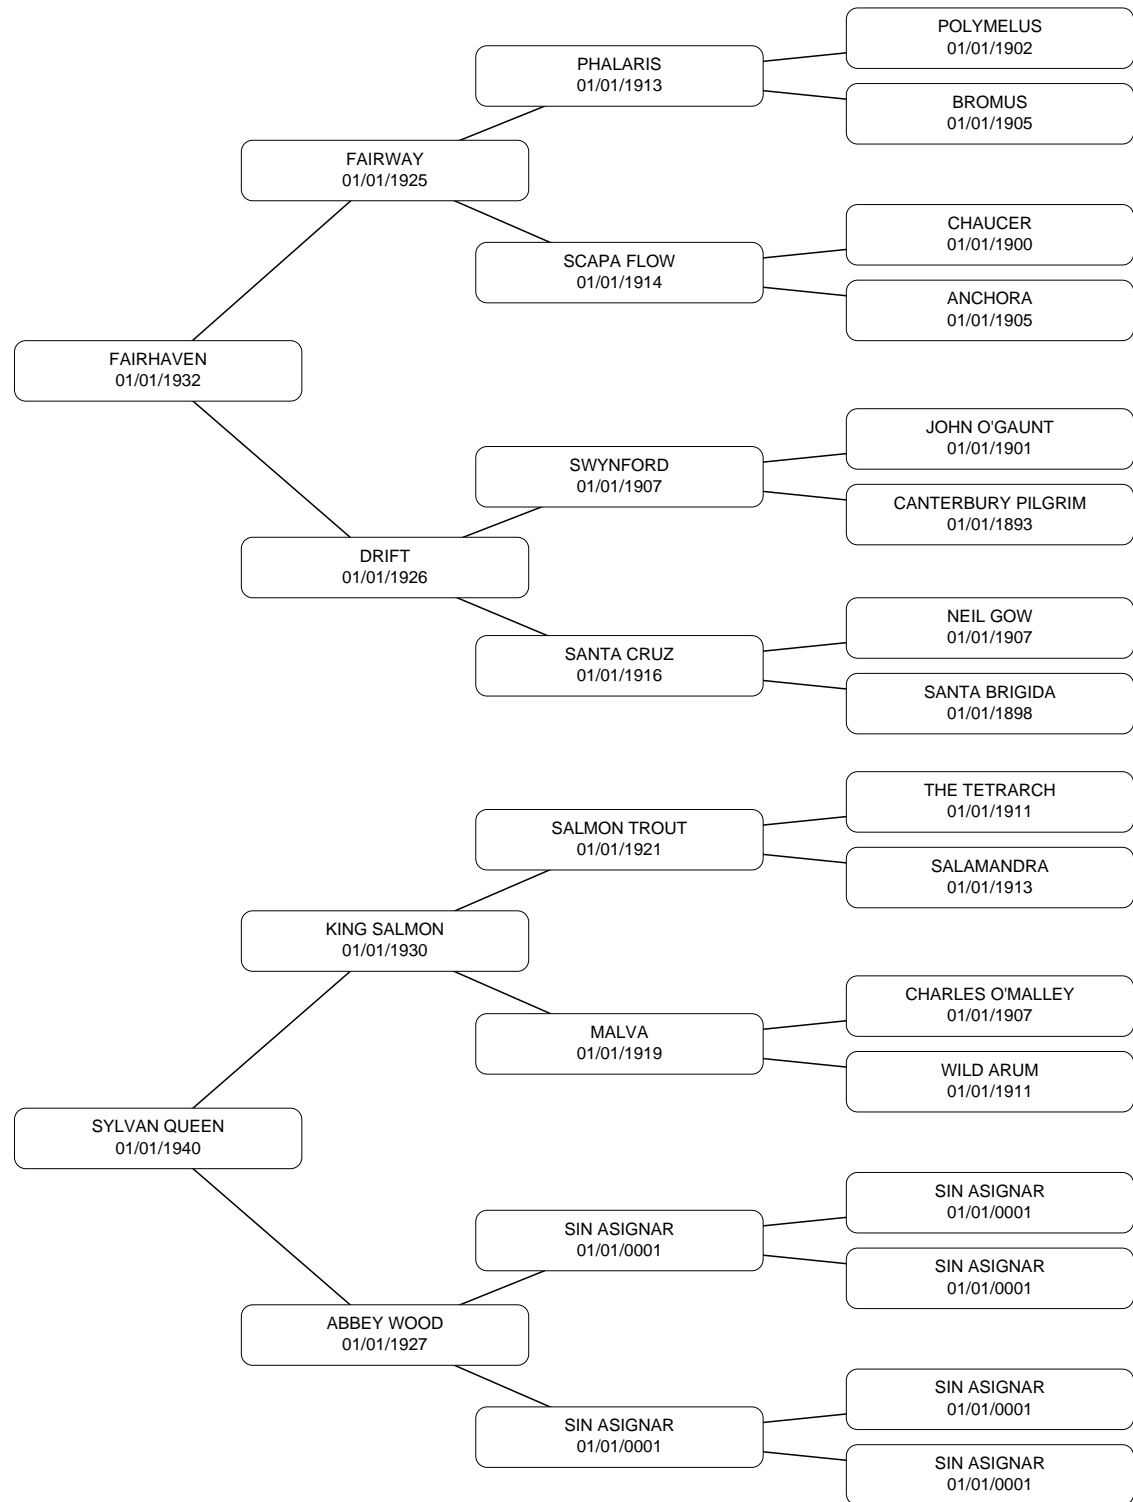 POLYMELUS
01/01/1902
PHALARIS
01/01/1913
BROMUS
01/01/1905
FAIRWAY
01/01/1925
CHAUCER
01/01/1900
SCAPA FLOW
01/01/1914
ANCHORA
01/01/1905
FAIRHAVEN
01/01/1932
JOHN O'GAUNT
01/01/1901
SWYNFORD
01/01/1907
CANTERBURY PILGRIM
01/01/1893
DRIFT
01/01/1926
NEIL GOW
01/01/1907
SANTA CRUZ
01/01/1916
SANTA BRIGIDA
01/01/1898
THE TETRARCH
01/01/1911
SALMON TROUT
01/01/1921
SALAMANDRA
01/01/1913
KING SALMON
01/01/1930
CHARLES O'MALLEY
01/01/1907
MALVA
01/01/1919
WILD ARUM
01/01/1911
SYLVAN QUEEN
01/01/1940
SIN ASIGNAR
01/01/0001
SIN ASIGNAR
01/01/0001
SIN ASIGNAR
01/01/0001
ABBEY WOOD
01/01/1927
SIN ASIGNAR
01/01/0001
SIN ASIGNAR
01/01/0001
SIN ASIGNAR
01/01/0001